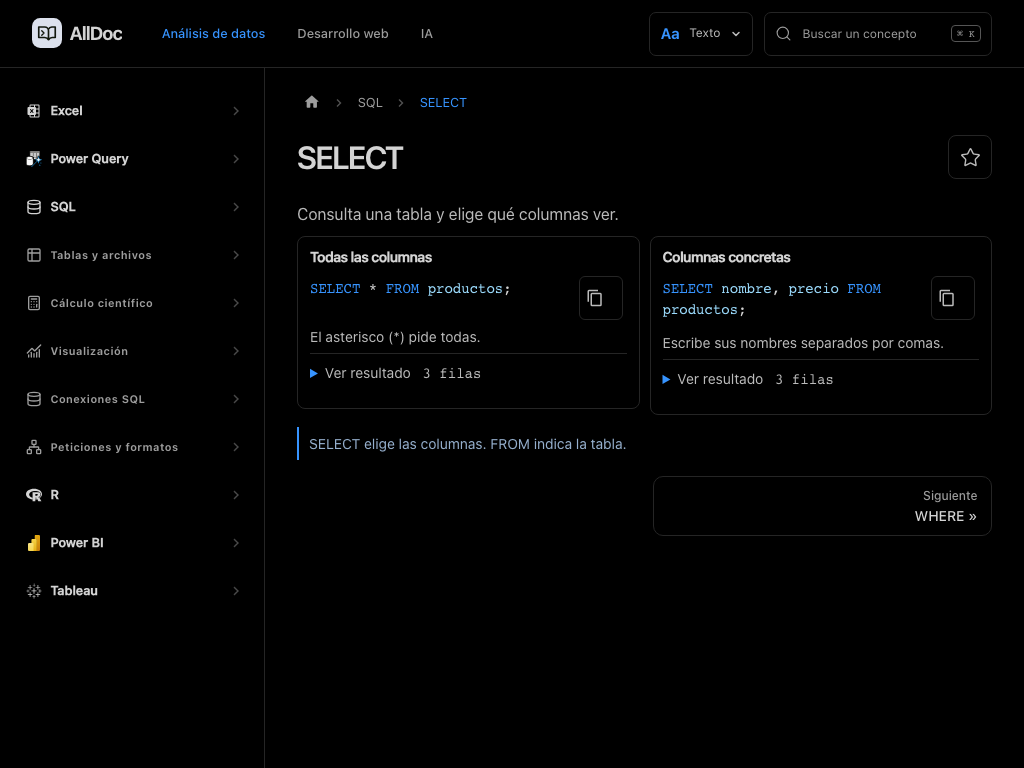 AllDoc
Análisis de datos
Desarrollo web
IA
Aa Texto
Buscar un concepto
⌘ K
Excel
Power Query
SQL
Tablas y archivos
Cálculo científico
Visualización
Conexiones SQL
Peticiones y formatos
R
Power BI
Tableau
SQL
SELECT
SELECT
Consulta una tabla y elige qué columnas ver.
Todas las columnas
SELECT * FROM productos;
El asterisco (*) pide todas.
Ver resultado 3 filas
Columnas concretas
SELECT nombre, precio FROM
productos;
Escribe sus nombres separados por comas.
Ver resultado 3 filas
SELECT elige las columnas. FROM indica la tabla.
Siguiente
WHERE »